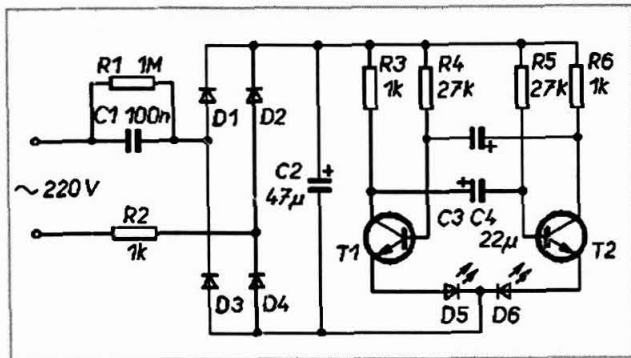 R1 1M
C1 100n
~ 220V
R2
1k
D1
D2
D3
D4
C2 +
47µ
R3
1k
R4
27k
R5
27k
R6
1k
+
+
C3 C4
22µ
T1
T2
D5
D6